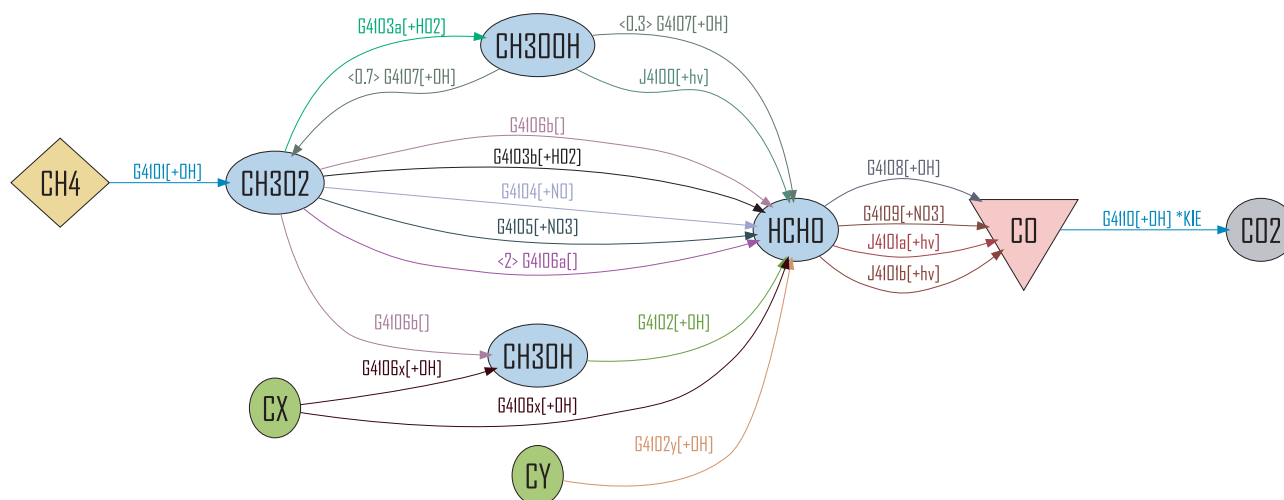 G4103a[+HO2]
<0.3> G4107[+OH]
CH3OOH
<0.7> G4107[+OH]
J4100[+hv]
G4106b[]
G4103b[+HO2]
G4101[+OH]
CH4
CH3O2
G4104[+NO]
G4105[+NO3]
<2> G4106a[]
HCHO
G4108[+OH]
G4109[+NO3]
J4101a[+hv]
J4101b[+hv]
CO
G4110[+OH] *KIE
CO2
G4106b[]
G4102[+OH]
CH3OH
G4106x[+OH]
CX
G4106x[+OH]
G4102y[+OH]
CY